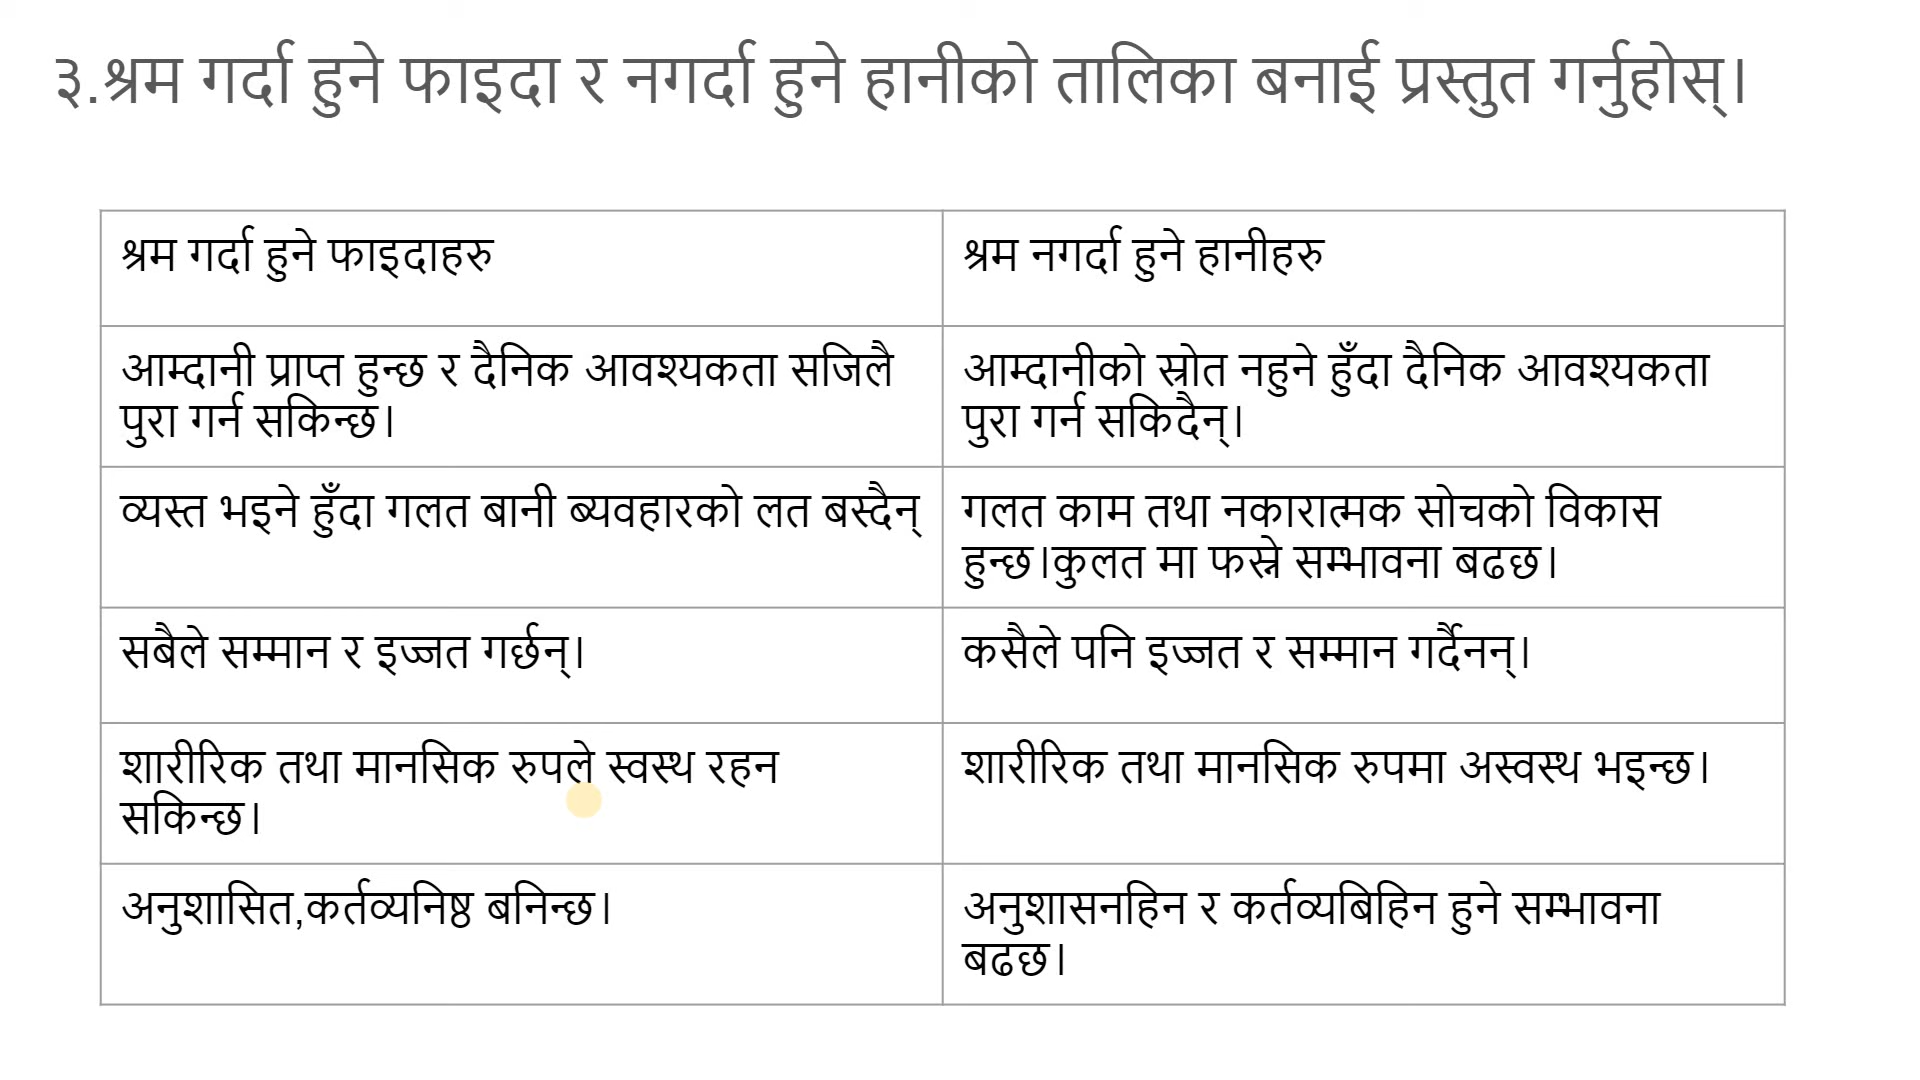 ३.श्रम गर्दा हुने फाइदा र नगर्दा हुने हानीको तालिका बनाई प्रस्तुत गर्नुहोस्।
श्रम गर्दा हुने फाइदाहरु
श्रम नगर्दा हुने हानीहरु
आम्दानी प्राप्त हुन्छ र दैनिक आवश्यकता सजिलै
पुरा गर्न सकिन्छ।
आम्दानीको स्रोत नहुने हुँदा दैनिक आवश्यकता
पुरा गर्न सकिदैन्।
व्यस्त भइने हुँदा गलत बानी ब्यवहारको लत बस्दैन्
गलत काम तथा नकारात्मक सोचको विकास
हुन्छ।कुलत मा फस्ने सम्भावना बढछ।
सबैले सम्मान र इज्जत गर्छन्।
कसैले पनि इज्जत र सम्मान गर्दैनन्।
शारीरिक तथा मानसिक रुपले स्वस्थ रहन
सकिन्छ।
शारीरिक तथा मानसिक रुपमा अस्वस्थ भइन्छ।
अनुशासित,कर्तव्यनिष्ठ बनिन्छ।
अनुशासनहिन र कर्तव्यबिहिन हुने सम्भावना
बढछ।